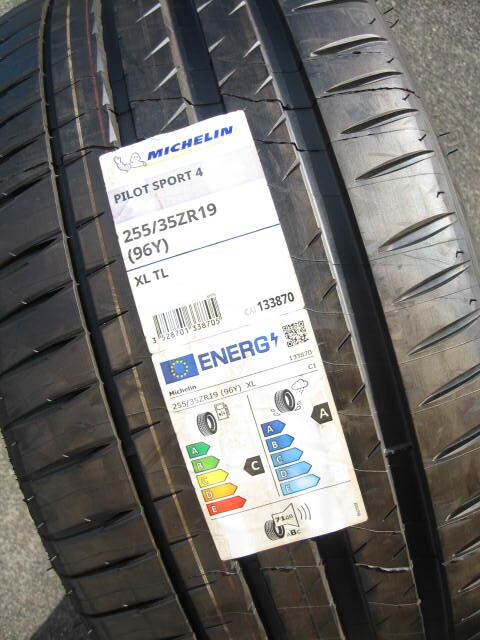 MICHELIN
PILOT SPORT 4
255/35ZR19
(96Y)
XL TL
3 528701 338705
CAI 133870
ENERG
133870
Michelin
255/35ZR19 (96Y) XL
C1
A
B
C
D
E
C
A
B
C
D
E
A
ABC